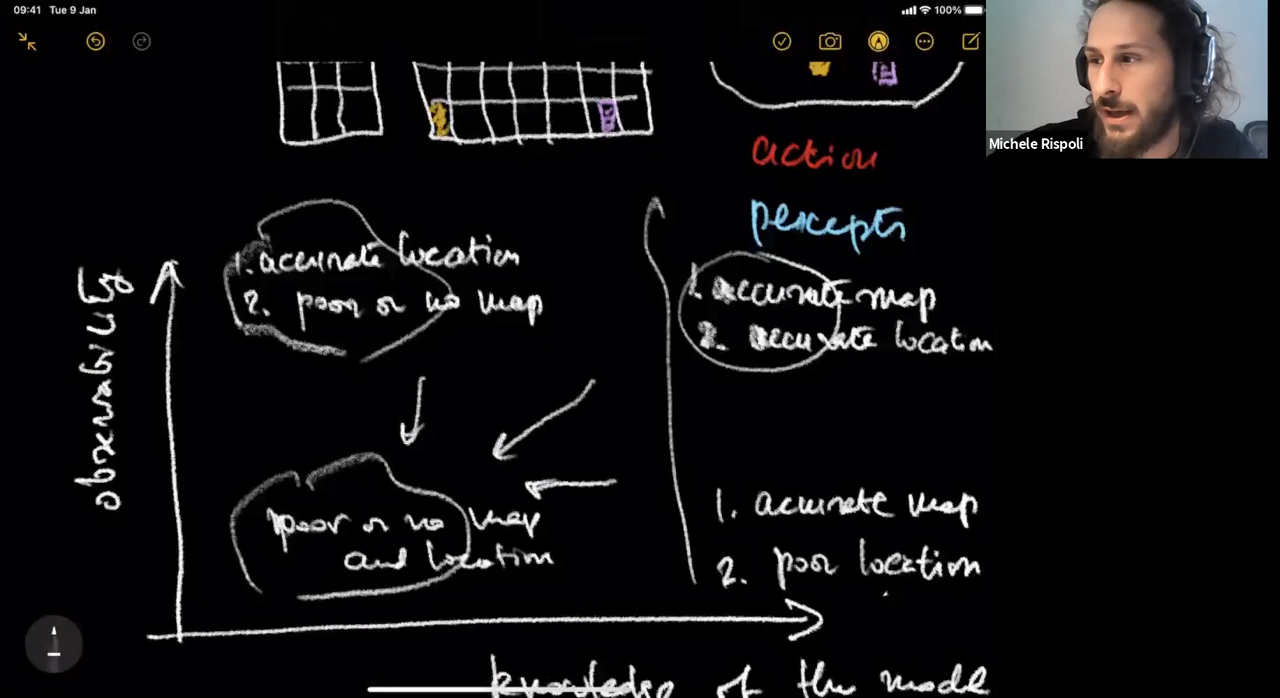 09:41 Tue 9 Jan
100%
Michele Rispoli
action
percepts
observability
1. accurate location
2. poor or no map
1. accurate map
2. accurate location
poor or no map
and location
1. accurate map
2. poor location
knowledge of the model